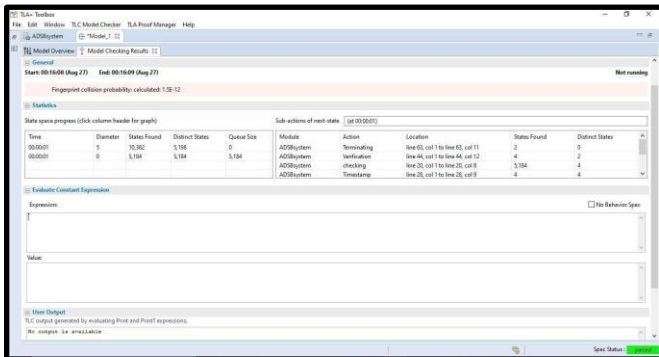 TLA+ Toolbox
File Edit Window TLC Model Checker TLA Proof Manager Help
ADSBsystem *Model_1
Model Overview Model Checking Results
General
Start: 00:16:08 (Aug 27) End: 00:16:09 (Aug 27) Not running
Fingerprint collision probability: calculated: 1.5E-12
Statistics
State space progress (click column header for graph) Sub-actions of next-state (at 00:00:01)
Time Diameter States Found Distinct States Queue Size Module Action Location States Found Distinct States
00:00:01 5 10,382 5,198 0 ADSBsystem Terminating line 63, col 1 to line 63, col 11 2 0
00:00:01 0 5,184 5,184 5,184 ADSBsystem Verification line 44, col 1 to line 44, col 12 4 2
ADSBsystem checking line 20, col 1 to line 20, col 8 5,184 4
ADSBsystem Timestamp line 28, col 1 to line 28, col 9 4 4
Evaluate Constant Expression
Expression: No Behavior Spec
Value:
User Output
TLC output generated by evaluating Print and PrintT expressions.
No output is available
Spec Status : parsed